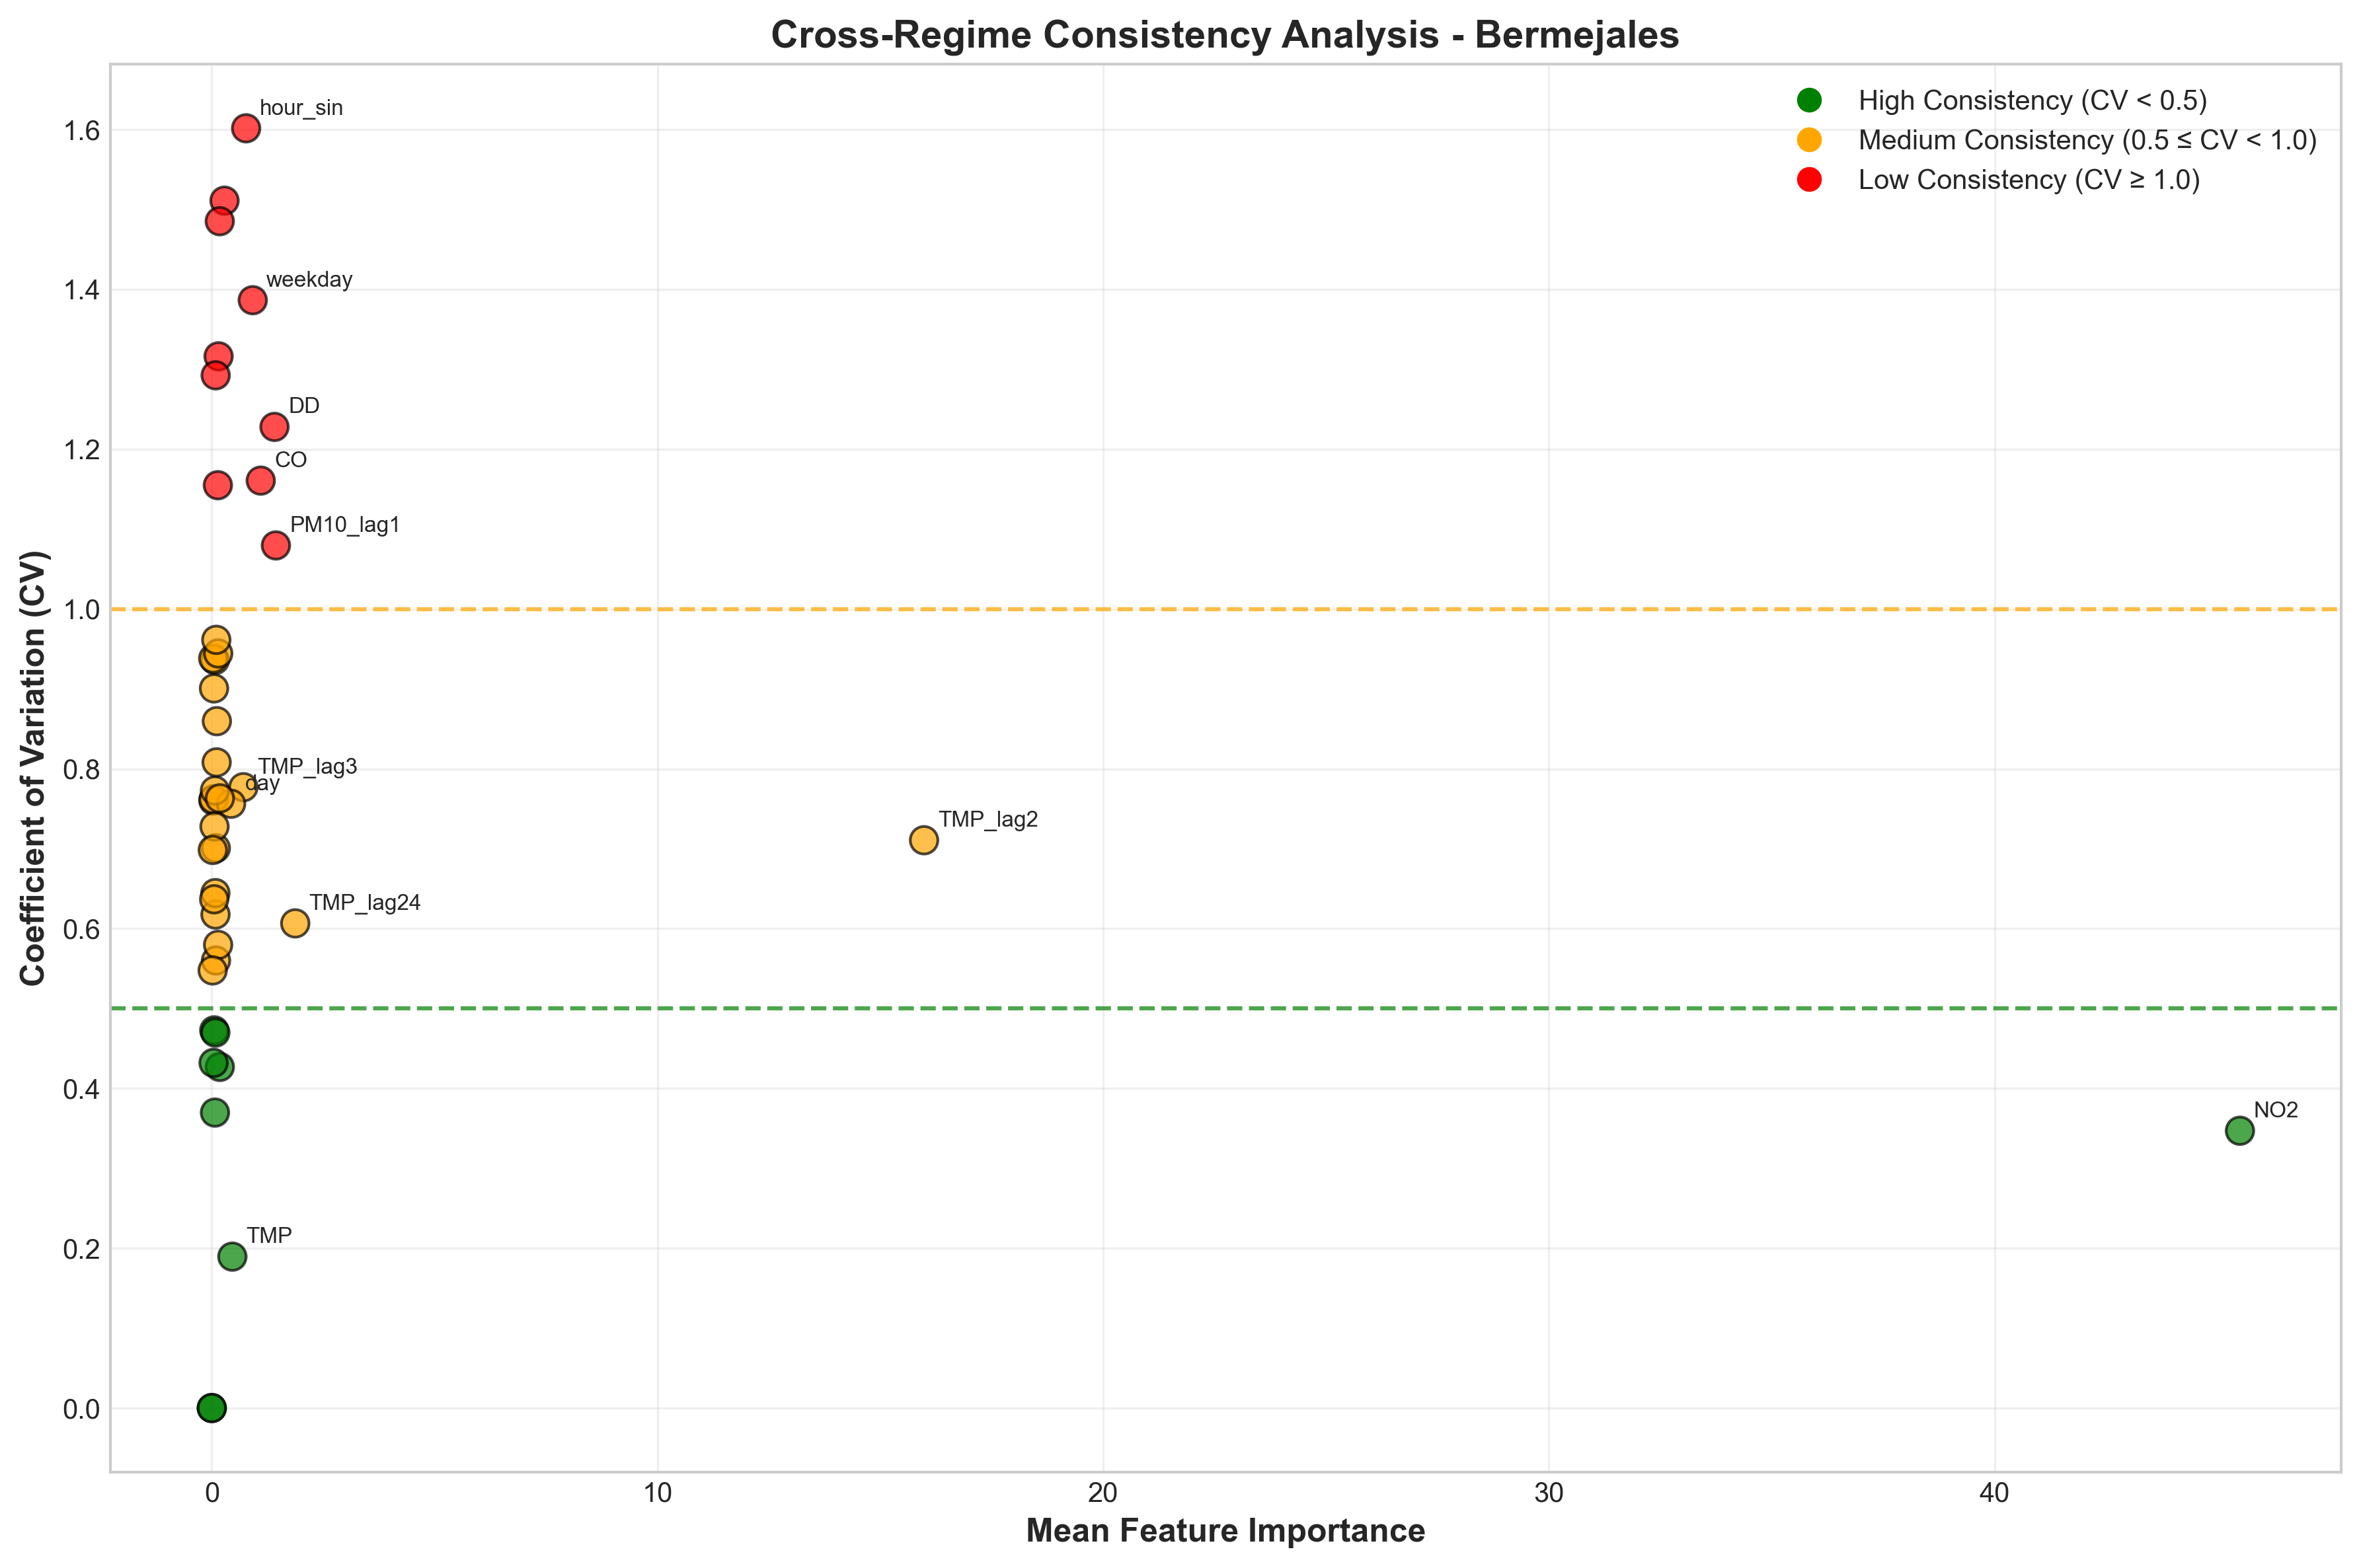 Cross-Regime Consistency Analysis - Bermejales
High Consistency (CV < 0.5)
Medium Consistency (0.5 ≤ CV < 1.0)
Low Consistency (CV ≥ 1.0)
hour_sin
weekday
DD
CO
PM10_lag1
TMP_lag3
day
TMP_lag2
TMP_lag24
NO2
TMP
Coefficient of Variation (CV)
1.6
1.4
1.2
1.0
0.8
0.6
0.4
0.2
0.0
0
10
20
30
40
Mean Feature Importance